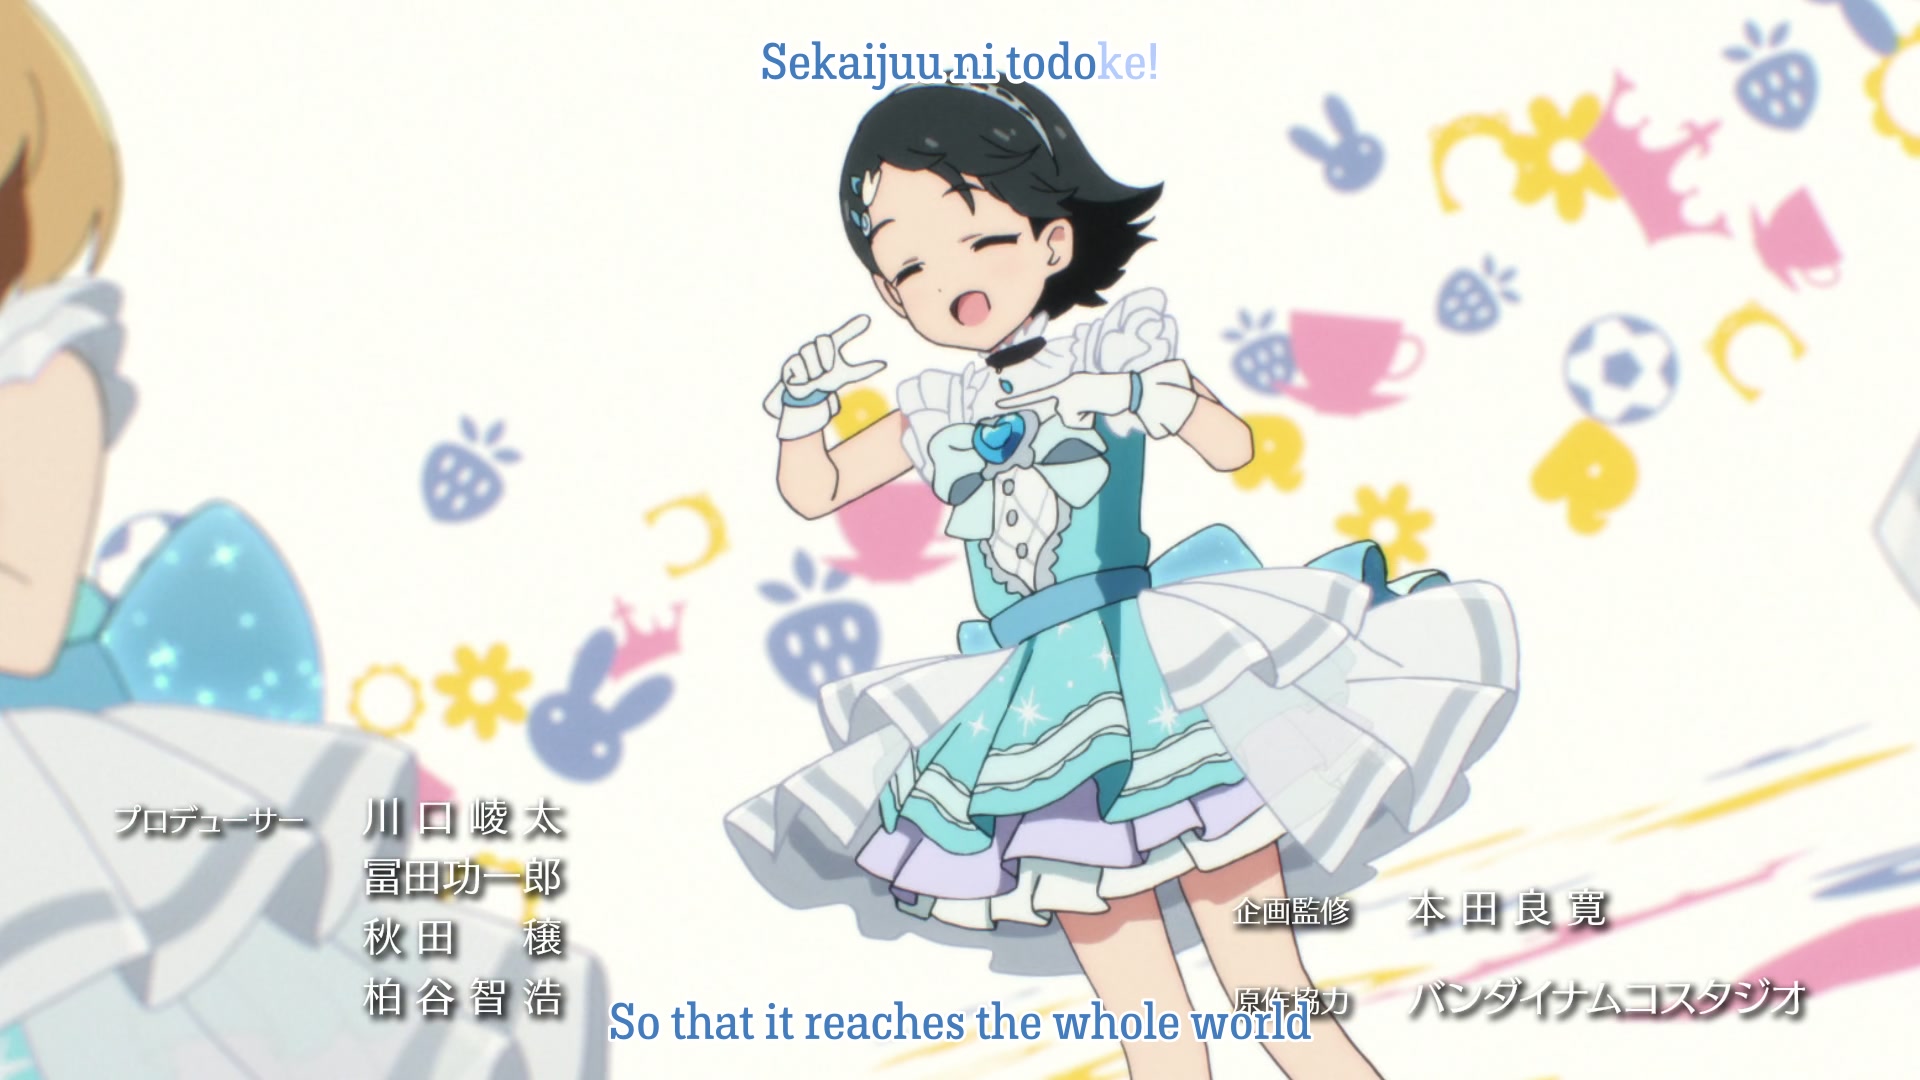 Sekaijuu ni todoke!
プロデューサー 川口崚太
冨田功一郎
秋田 穣
柏谷智浩
企画監修 本田良寛
原作協力 バンダイナムコスタジオ
So that it reaches the whole world